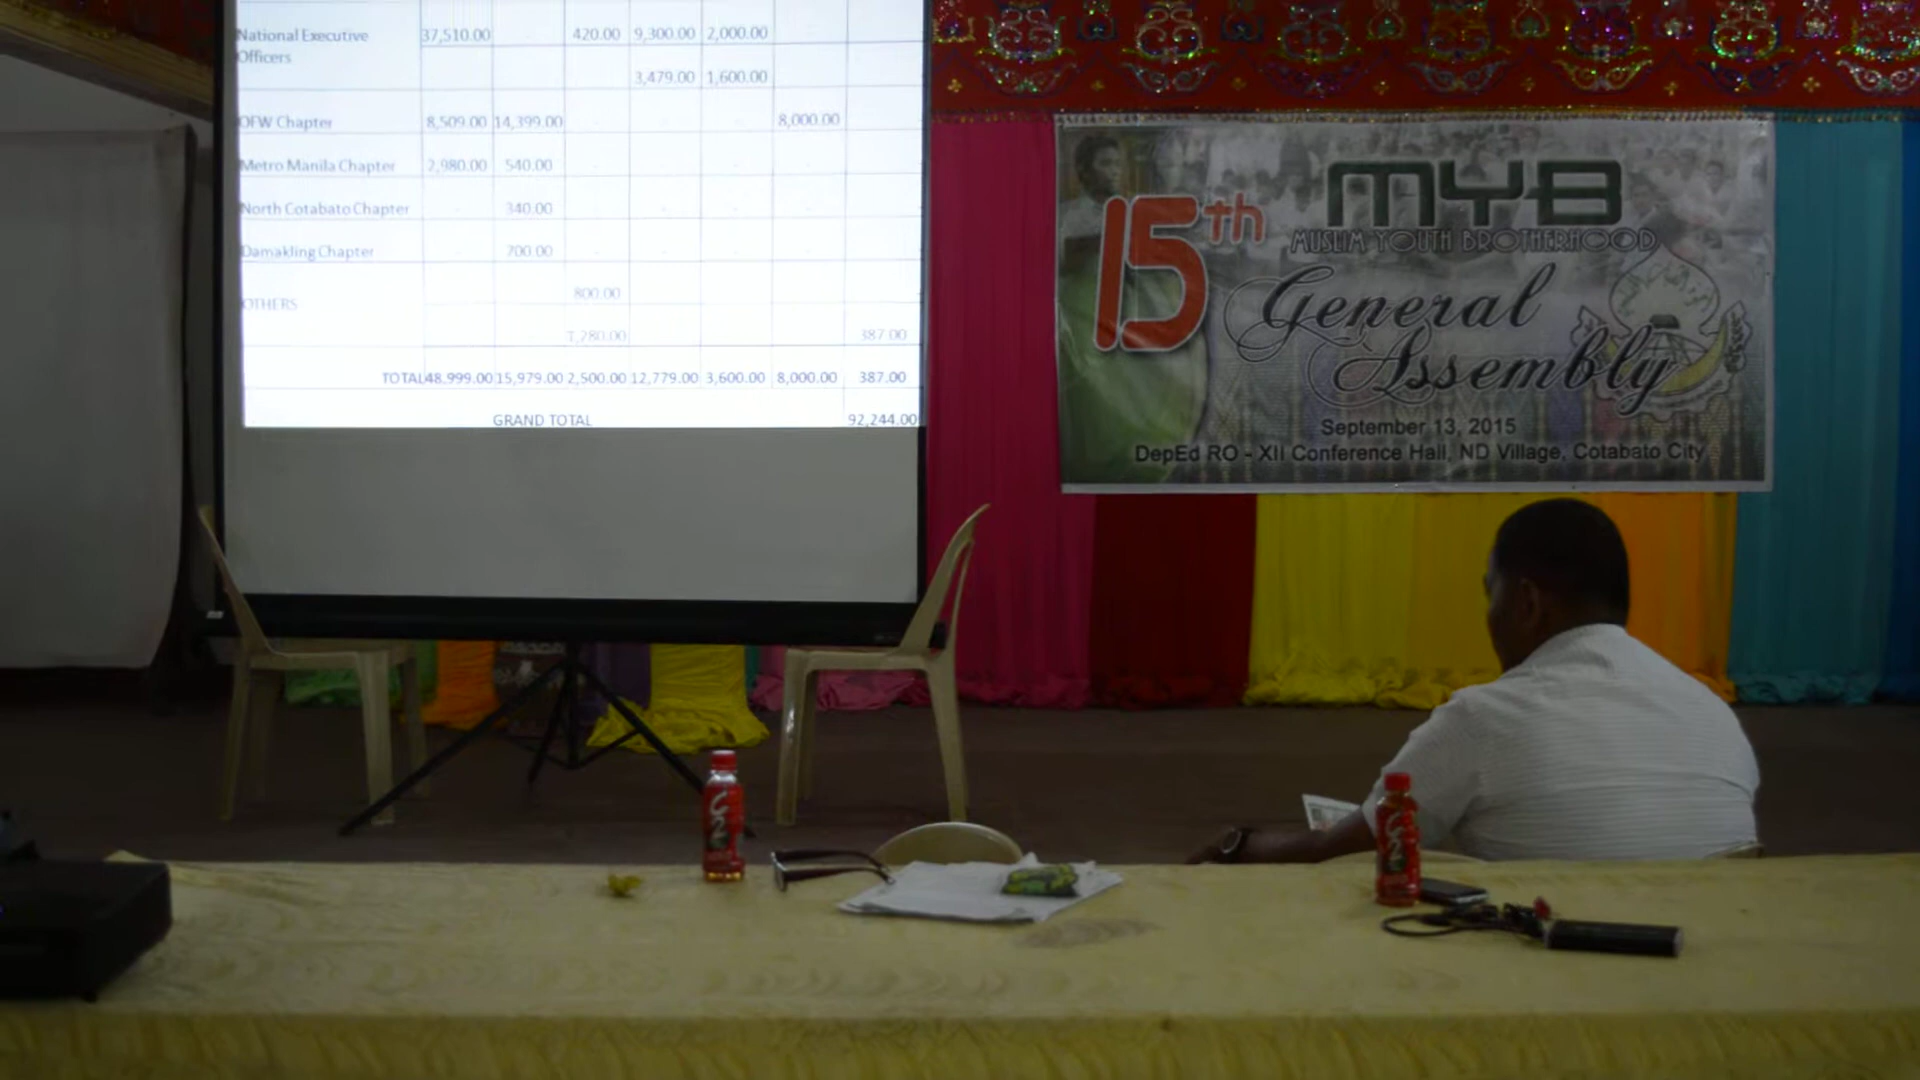 National Executive Officers 37,510.00 - 420.00 9,300.00 2,000.00
3,479.00 1,600.00
OFW Chapter 8,509.00 14,399.00 - - - 8,000.00
Metro Manila Chapter 2,980.00 540.00 - - - -
North Cotabato Chapter - 340.00 - - - -
Damakling Chapter - 700.00 - - - -
OTHERS 800.00
1,280.00 387.00
TOTAL 48,999.00 15,979.00 2,500.00 12,779.00 3,600.00 8,000.00 387.00
GRAND TOTAL 92,244.00
MYB
15th
MUSLIM YOUTH BROTHERHOOD
General
Assembly
September 13, 2015
DepEd RO - XII Conference Hall, ND Village, Cotabato City